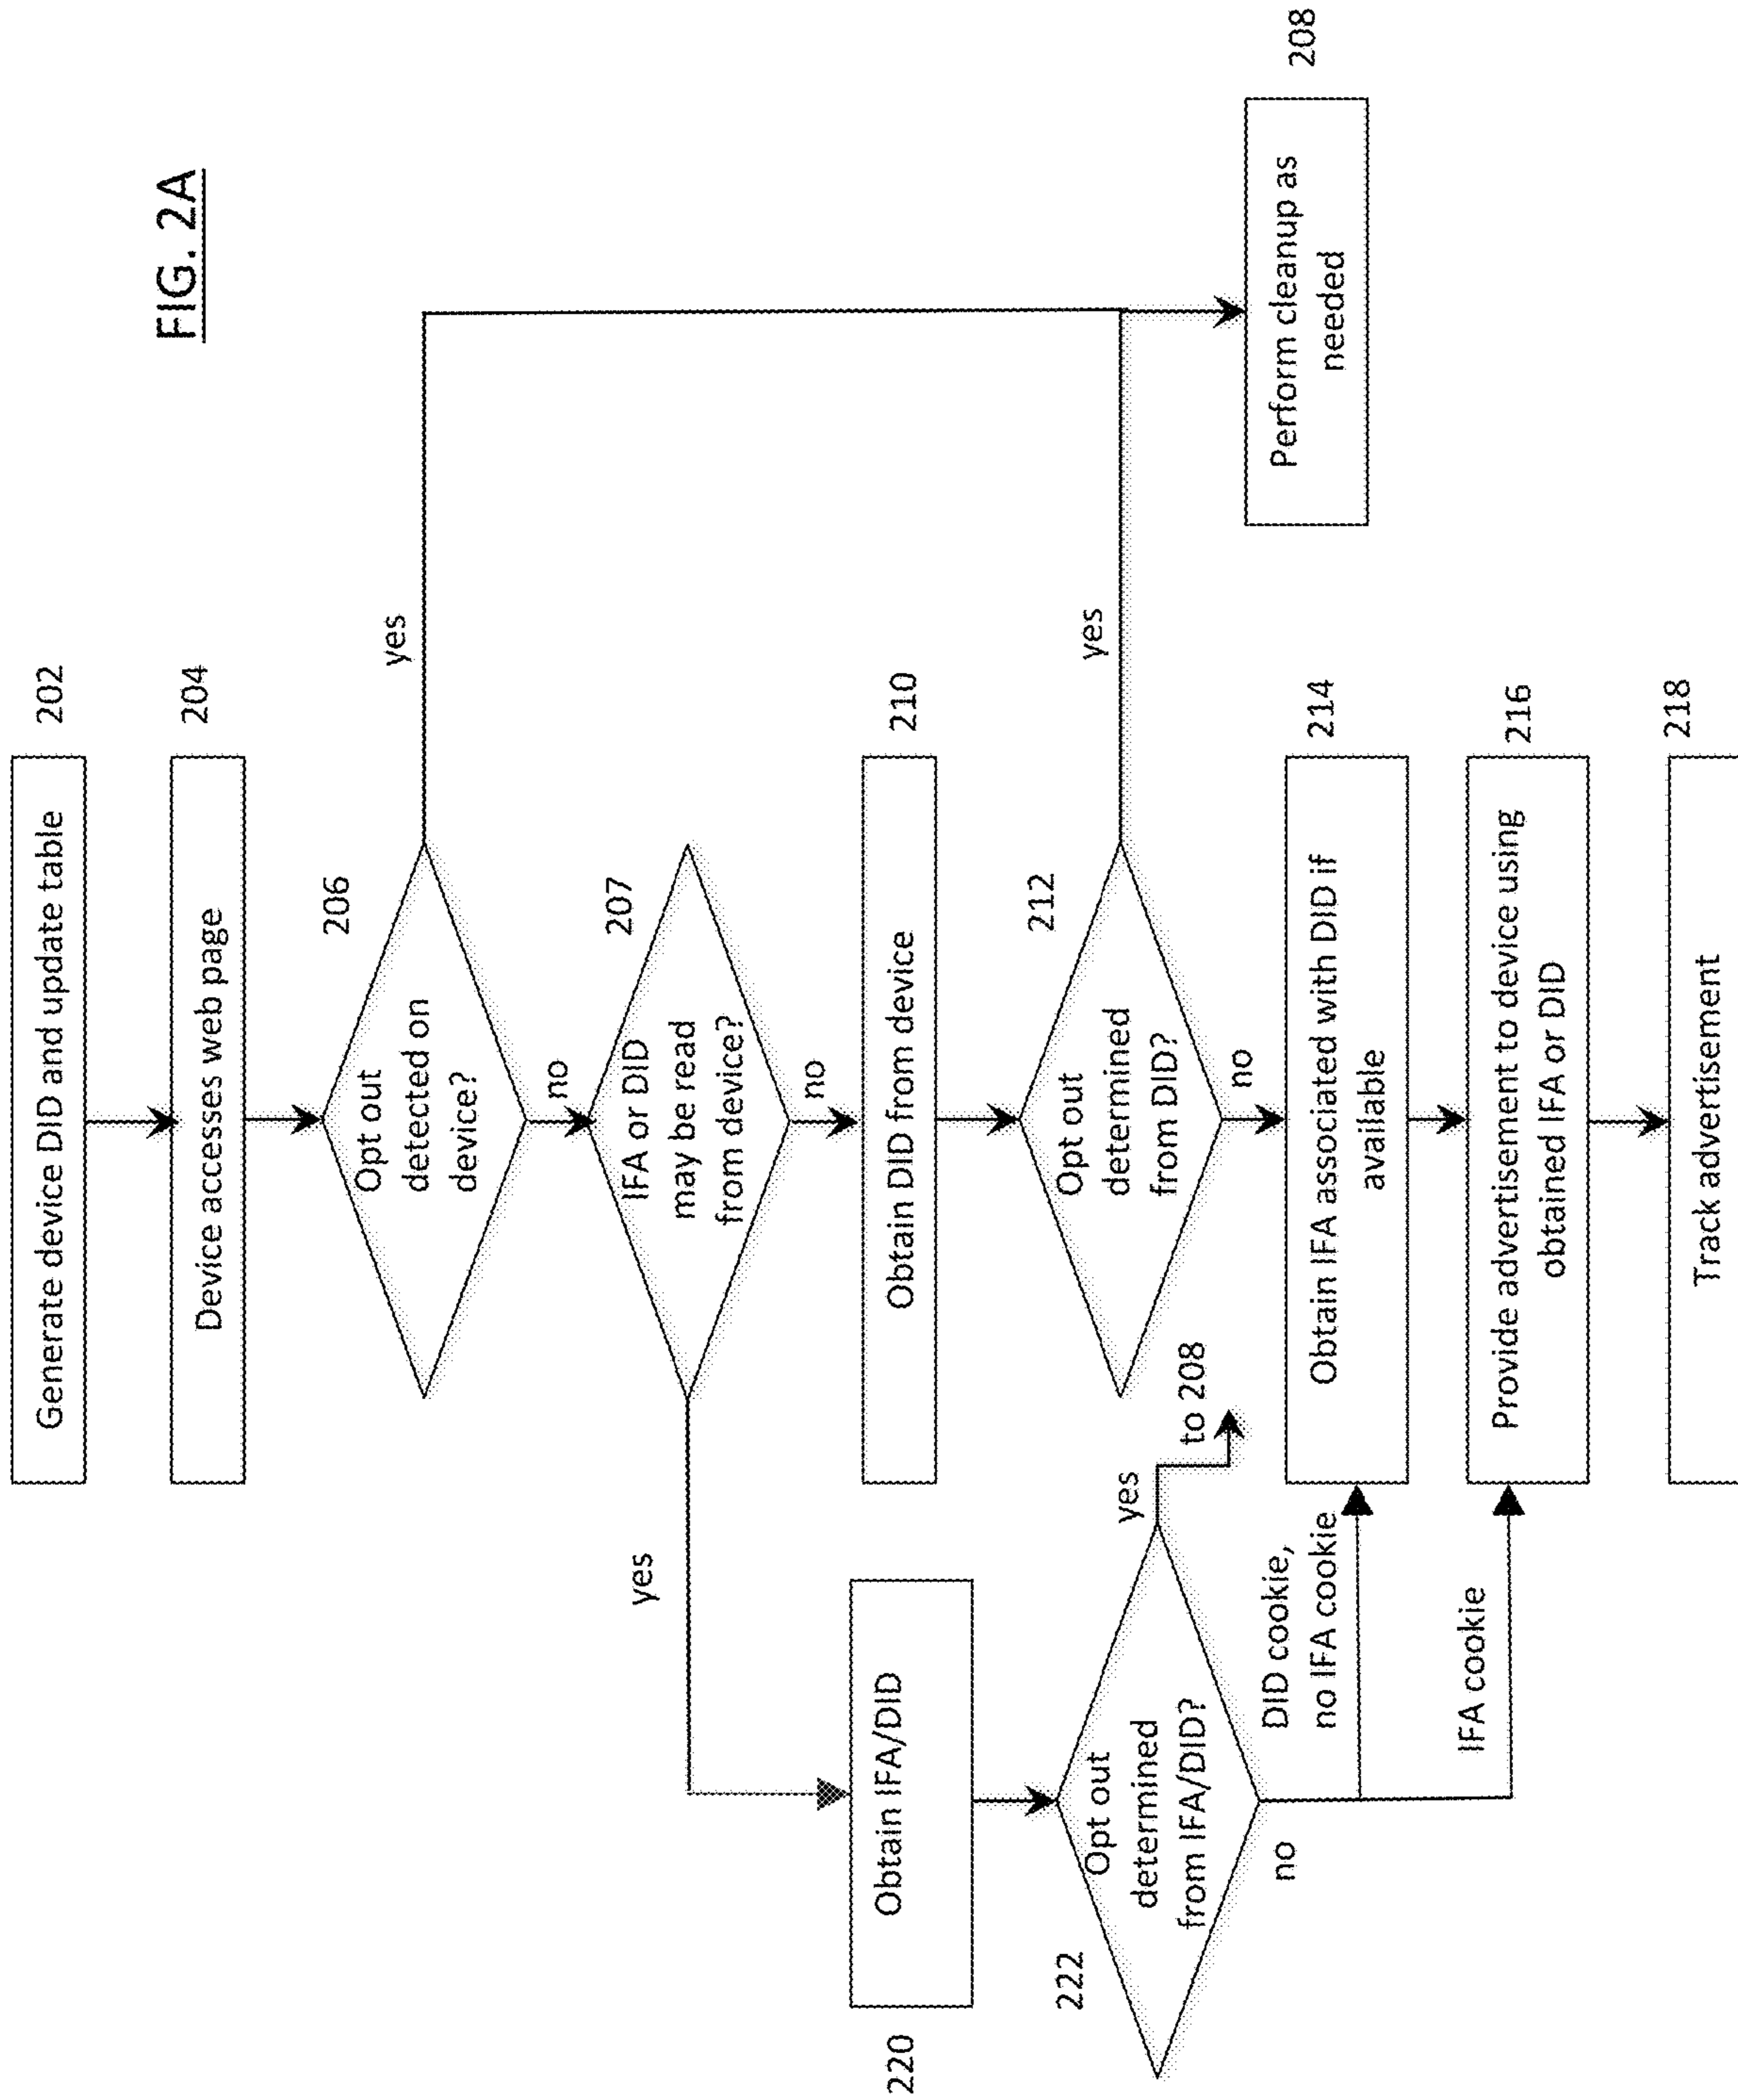 FIG. 2A
Generate device DID and update table
202
Device accesses web page
204
Opt out
detected on
device?
206
yes
no
IFA or DID
may be read
from device?
207
yes
no
Obtain DID from device
210
Opt out
determined
from DID?
212
yes
no
Perform cleanup as
needed
208
Obtain IFA/DID
220
Opt out
determined
from IFA/DID?
222
yes
to 208
no
DID cookie,
no IFA cookie
IFA cookie
Obtain IFA associated with DID if
available
214
Provide advertisement to device using
obtained IFA or DID
216
Track advertisement
218